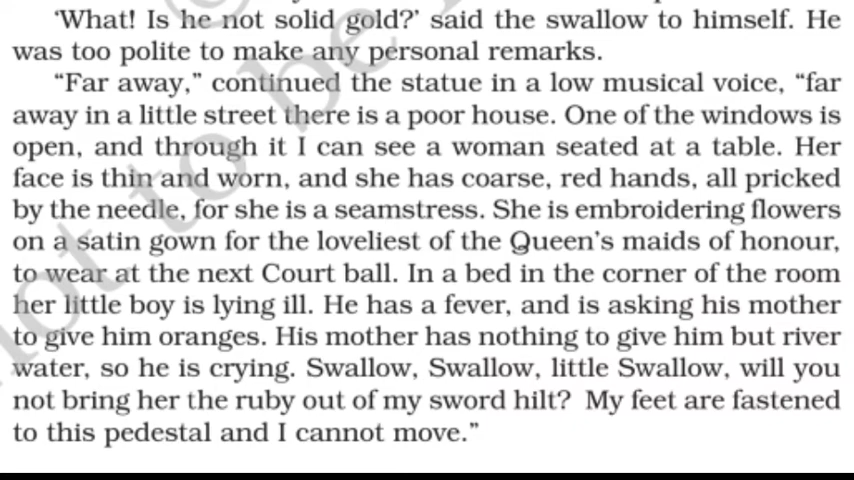 ‘What! Is he not solid gold?’ said the swallow to himself. He
was too polite to make any personal remarks.
“Far away,” continued the statue in a low musical voice, “far
away in a little street there is a poor house. One of the windows is
open, and through it I can see a woman seated at a table. Her
face is thin and worn, and she has coarse, red hands, all pricked
by the needle, for she is a seamstress. She is embroidering flowers
on a satin gown for the loveliest of the Queen’s maids of honour,
to wear at the next Court ball. In a bed in the corner of the room
her little boy is lying ill. He has a fever, and is asking his mother
to give him oranges. His mother has nothing to give him but river
water, so he is crying. Swallow, Swallow, little Swallow, will you
not bring her the ruby out of my sword hilt? My feet are fastened
to this pedestal and I cannot move.”
not to be